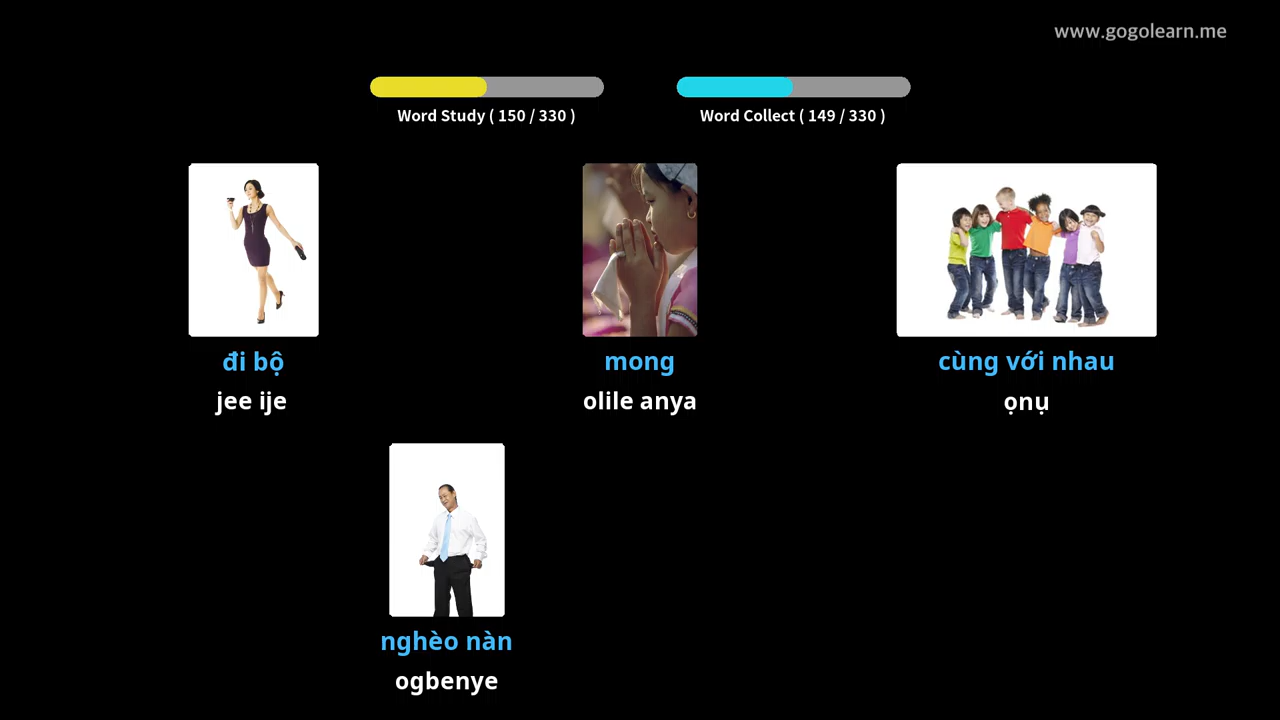 www.gogolearn.me
Word Study ( 150 / 330 )
Word Collect ( 149 / 330 )
đi bộ
jee ije
mong
olile anya
cùng với nhau
ọnụ
nghèo nàn
ogbenye